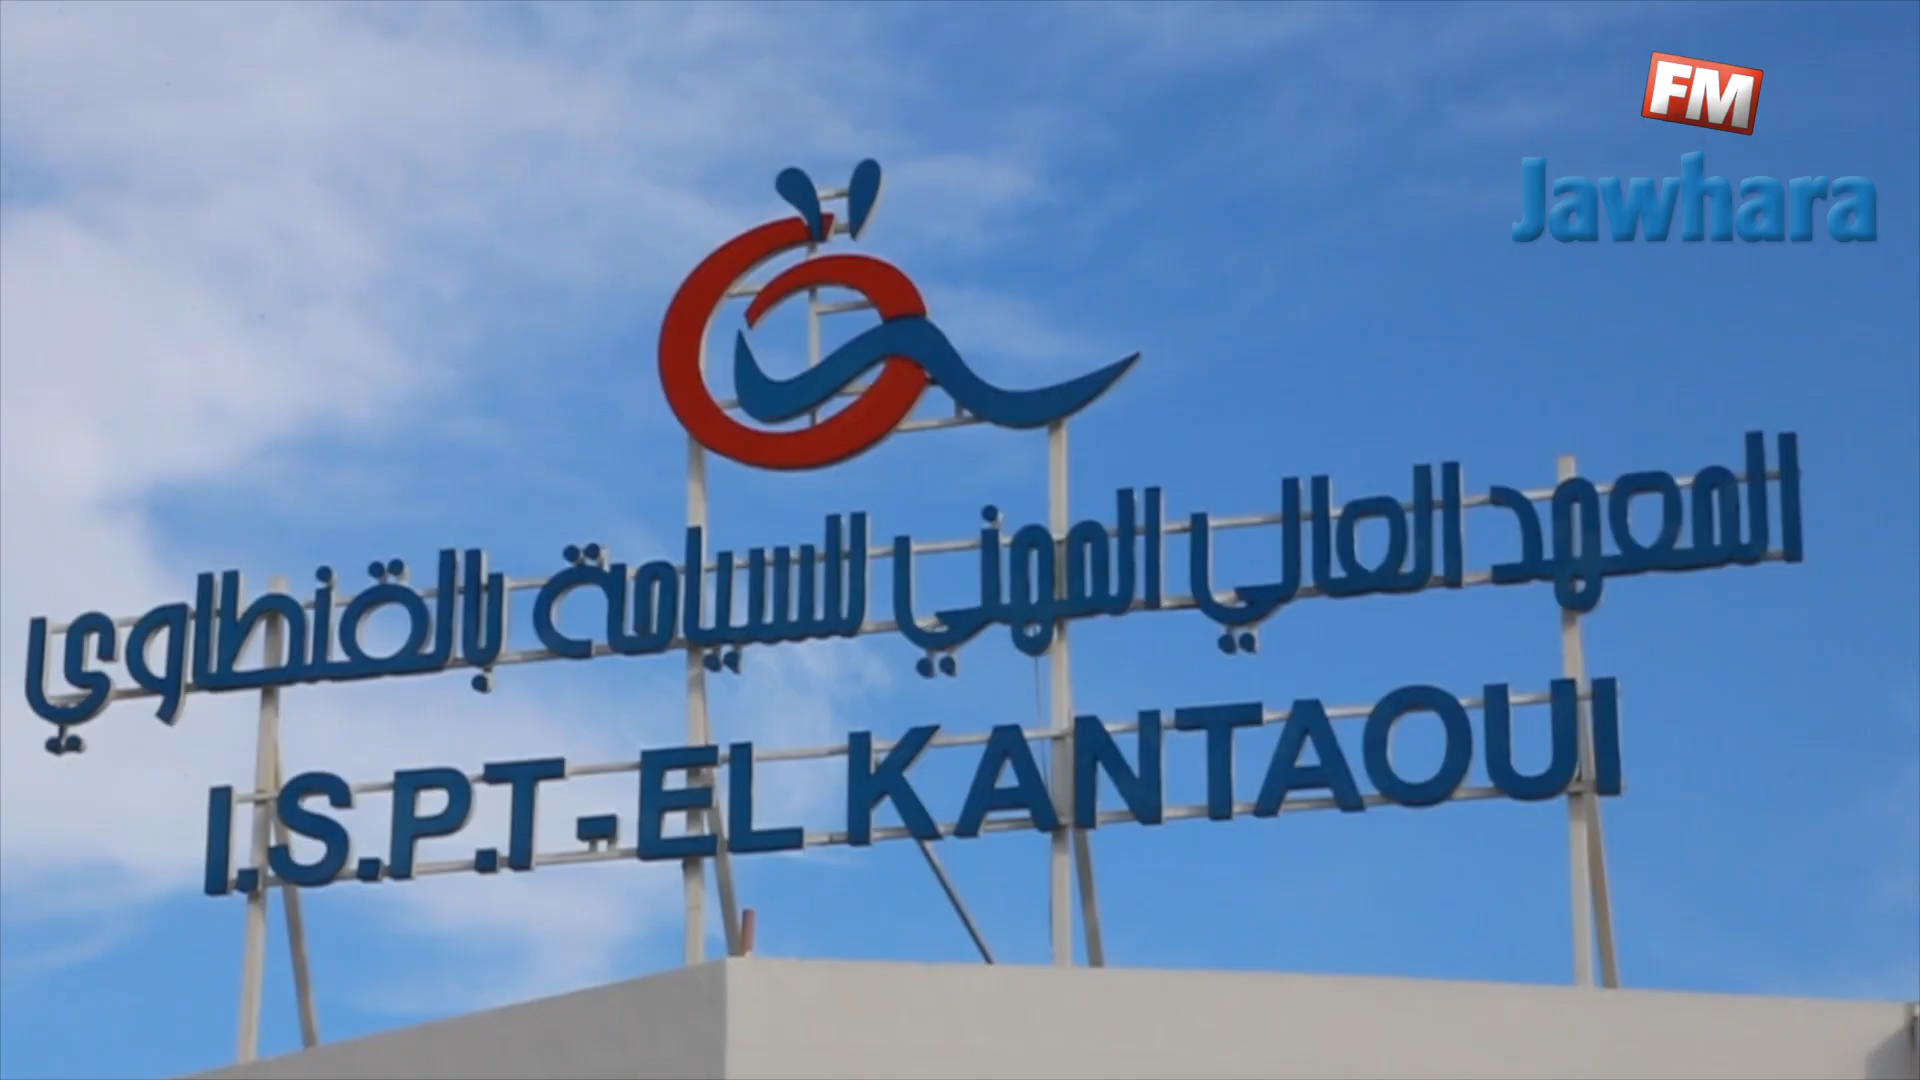 FM
Jawhara
المعهد العالي المهني للسياحة بالقنطاوي
I.S.P.T-EL KANTAOUI